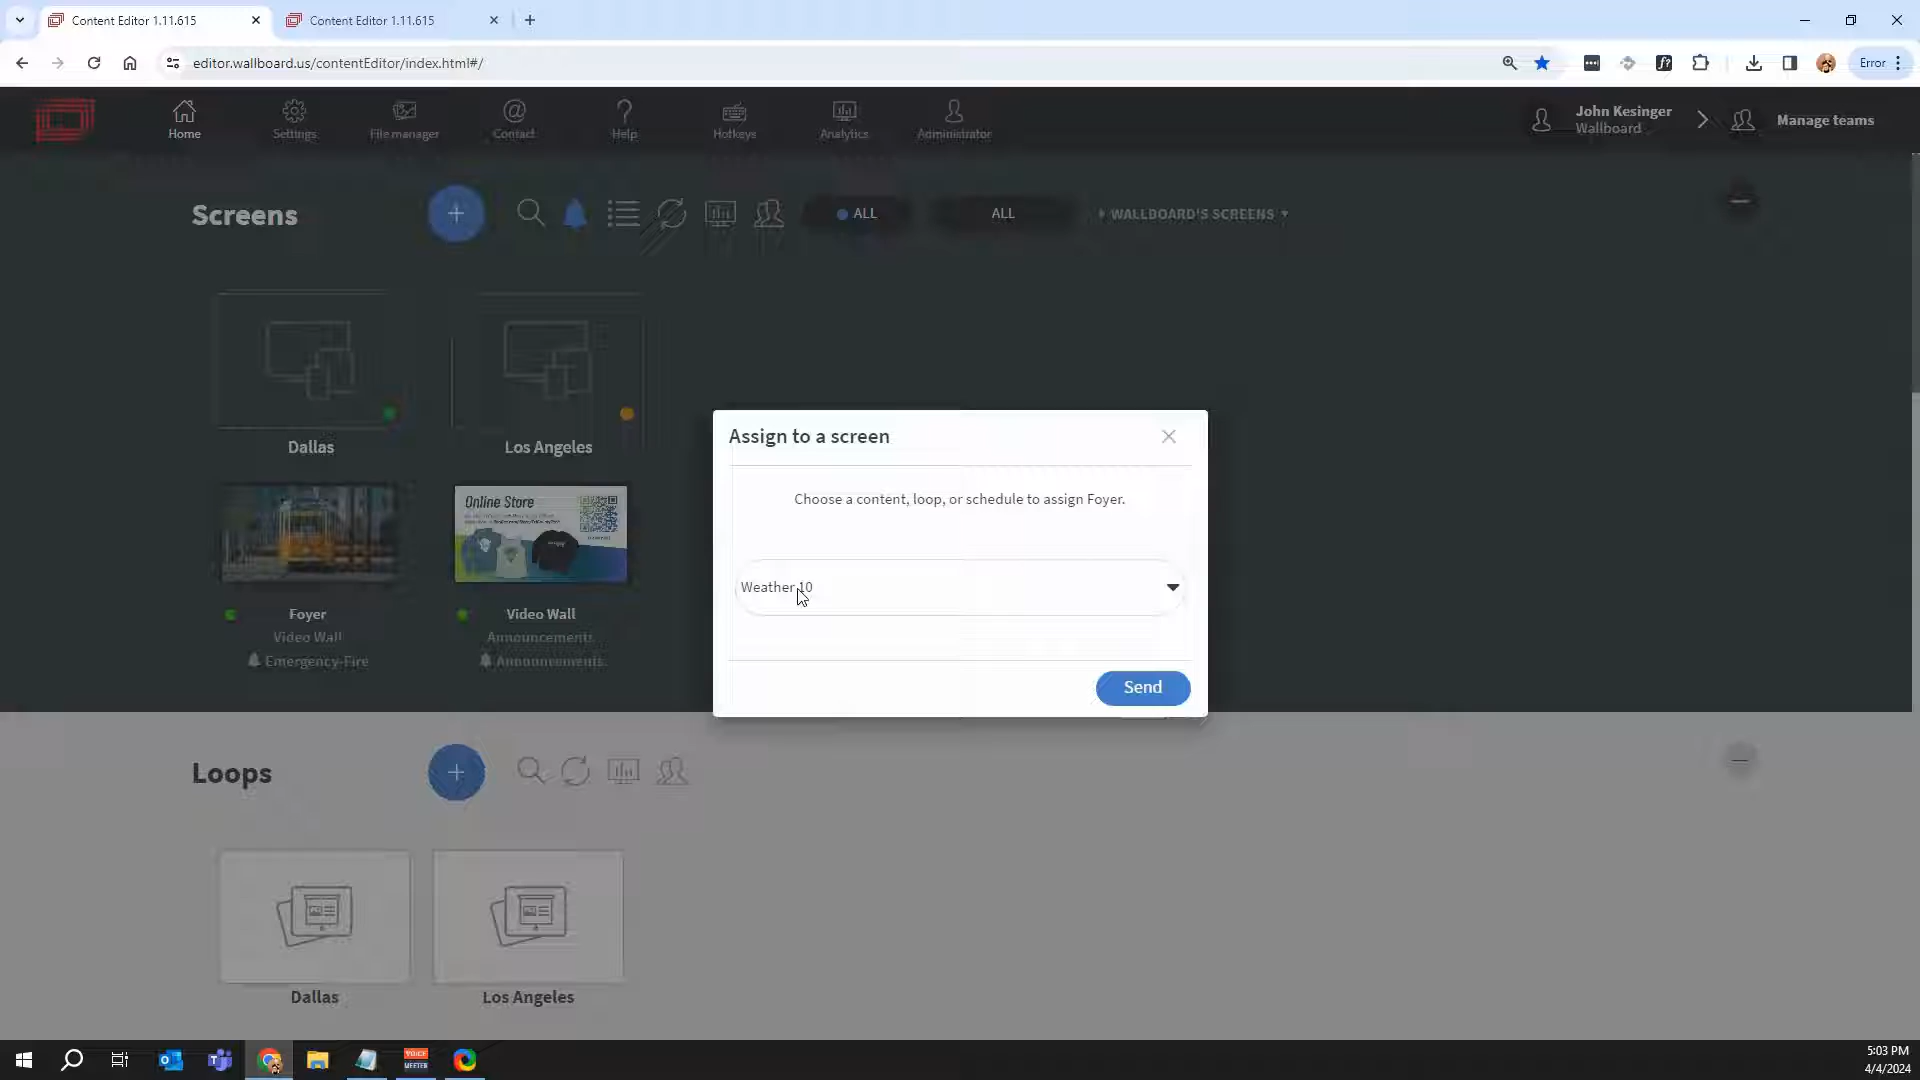 Content Editor 1.11.615
Content Editor 1.11.615
editor.wallboard.us/contentEditor/index.html#/
Error
Home
Settings
File manager
Contact
Help
Hotkeys
Analytics
Administrator
John Kesinger
Wallboard
Manage teams
Screens
ALL
ALL
WALLBOARD'S SCREENS
Dallas
Los Angeles
Online Store
Foyer
Video Wall
Emergency-Fire
Video Wall
Announcements
Announcements
Assign to a screen
Choose a content, loop, or schedule to assign Foyer.
Weather 10
Send
Loops
Dallas
Los Angeles
VOICE
MEETER
5:03 PM
4/4/2024